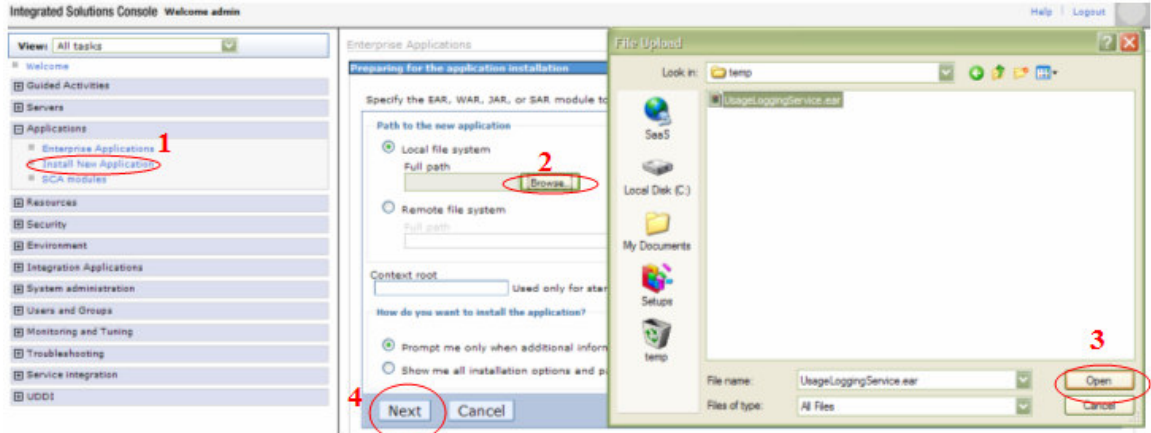 Integrated Solutions Console Welcome admin
Help Logout
View: All tasks
Welcome
Guided Activities
Servers
Applications
Enterprise Applications
1
Install New Application
SCA modules
Resources
Security
Environment
Integration Applications
System administration
Users and Groups
Monitoring and Tuning
Troubleshooting
Service integration
UDDI
Enterprise Applications
Preparing for the application installation
Specify the EAR, WAR, JAR, or SAR module to
Path to the new application
Local file system
2
Full path
Browse...
Remote file system
Full path
Context root
Used only for stan
How do you want to install the application?
Prompt me only when additional inform
Show me all installation options and pa
4
Next Cancel
File Upload
Look in: temp
UsageLoggingService.ear
SaaS
Local Disk (C:)
My Documents
Setups
temp
3
File name: UsageLoggingService.ear Open
Files of type: All Files Cancel